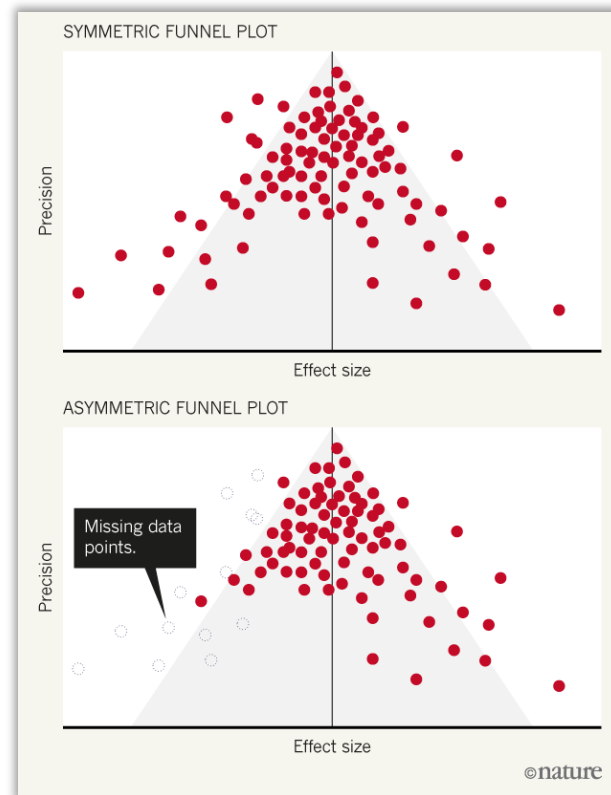 SYMMETRIC FUNNEL PLOT
Precision
Effect size
ASYMMETRIC FUNNEL PLOT
Missing data
points.
Precision
Effect size
©nature